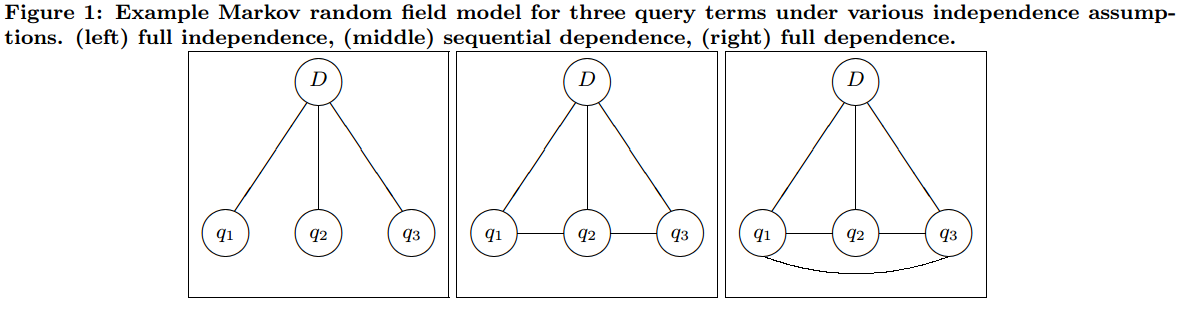 Figure 1: Example Markov random field model for three query terms under various independence assump-
tions. (left) full independence, (middle) sequential dependence, (right) full dependence.
D
D
D
q1
q2
q3
q1
q2
q3
q1
q2
q3